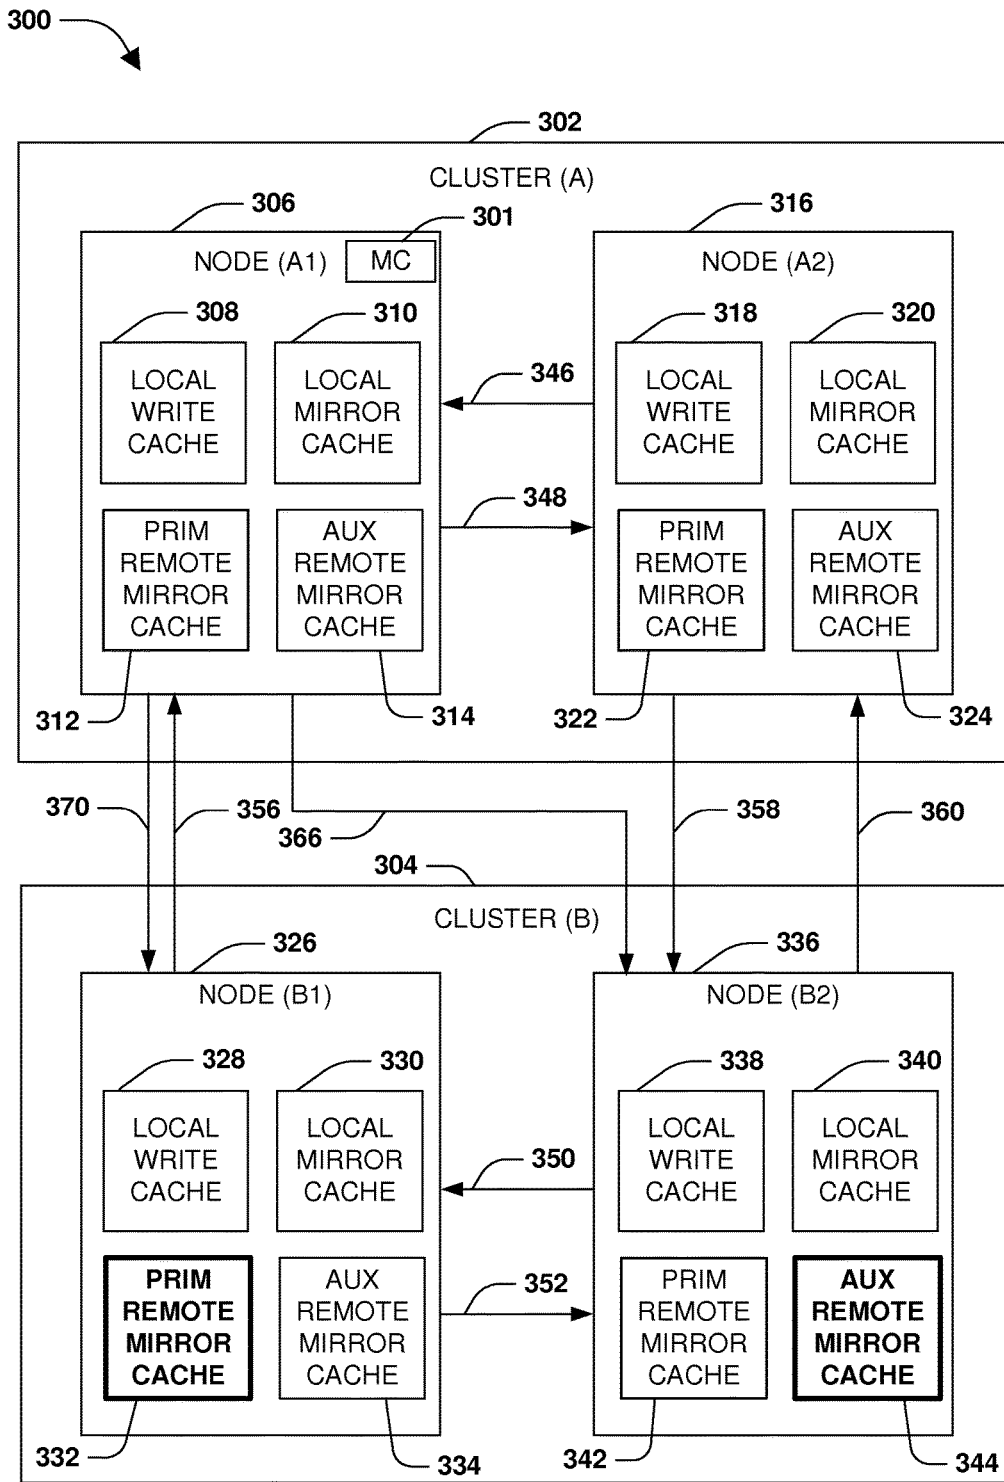 300
302
CLUSTER (A)
306
301
316
NODE (A1)
MC
NODE (A2)
308
310
318
320
LOCAL
WRITE
CACHE
LOCAL
MIRROR
CACHE
LOCAL
WRITE
CACHE
LOCAL
MIRROR
CACHE
346
348
PRIM
REMOTE
MIRROR
CACHE
AUX
REMOTE
MIRROR
CACHE
PRIM
REMOTE
MIRROR
CACHE
AUX
REMOTE
MIRROR
CACHE
312
314
322
324
370
356
366
358
360
304
CLUSTER (B)
326
336
NODE (B1)
NODE (B2)
328
330
338
340
LOCAL
WRITE
CACHE
LOCAL
MIRROR
CACHE
LOCAL
WRITE
CACHE
LOCAL
MIRROR
CACHE
350
352
PRIM
REMOTE
MIRROR
CACHE
AUX
REMOTE
MIRROR
CACHE
PRIM
REMOTE
MIRROR
CACHE
AUX
REMOTE
MIRROR
CACHE
332
334
342
344